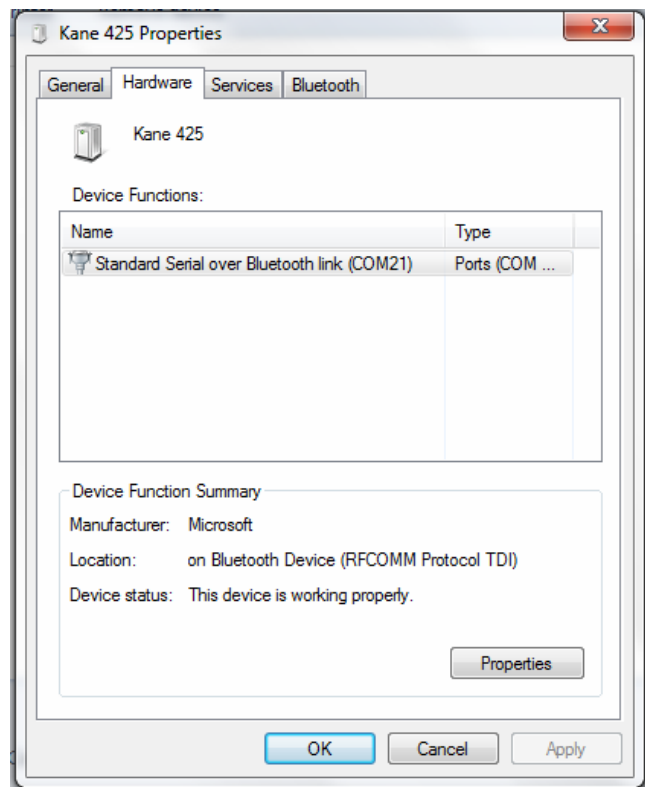 Kane 425 Properties
General Hardware Services Bluetooth
Kane 425
Device Functions:
Name Type
Standard Serial over Bluetooth link (COM21) Ports (COM ...
Device Function Summary
Manufacturer: Microsoft
Location: on Bluetooth Device (RFCOMM Protocol TDI)
Device status: This device is working properly.
Properties
OK Cancel Apply